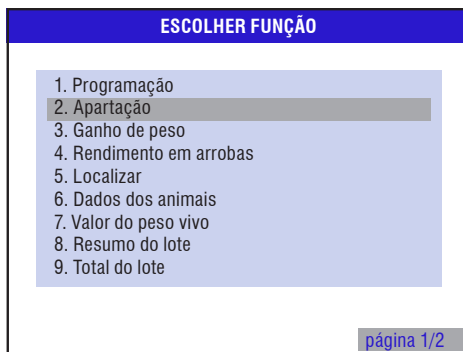 ESCOLHER FUNÇÃO
1. Programação
2. Apartação
3. Ganho de peso
4. Rendimento em arrobas
5. Localizar
6. Dados dos animais
7. Valor do peso vivo
8. Resumo do lote
9. Total do lote
página 1/2